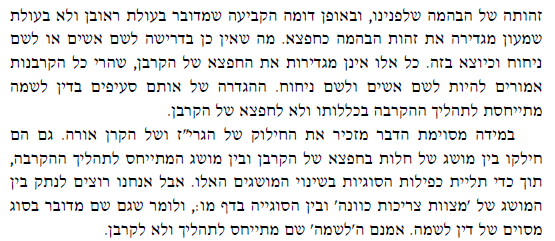 זהותה של הבהמה שלפנינו, ובאופן דומה הקביעה שמדובר בעולת ראובן ולא בעולת
שמעון מגדירה את זהות הבהמה כחפצא. מה שאין כן בדרישה לשם אשים או לשם
ניחוח וכיוצא בזה. כל אלו אינן מגדירות את החפצא של הקרבן, שהרי כל הקרבנות
אמורים להיות לשם אשים ולשם ניחוח. ההגדרה של אותם סעיפים בדין לשמה
מתייחסת לתהליך ההקרבה בכללותו ולא לחפצא של הקרבן.
במידה מסוימת הדבר מזכיר את החילוק של הגרי"ז ושל הקרן אורה. גם הם
חילקו בין מושג של חלות בחפצא של הקרבן ובין מושג המתייחס לתהליך ההקרבה,
תוך כדי תליית כפילות הסוגיות בשינוי המושגים האלו. אבל אנחנו רוצים לנתק בין
המושג של 'מצוות צריכות כוונה' ובין הסוגייה בדף מו:, ולומר שגם שם מדובר בסוג
מסוים של דין לשמה. אמנם ה'לשמה' שם מתייחס לתהליך ולא לקרבן.